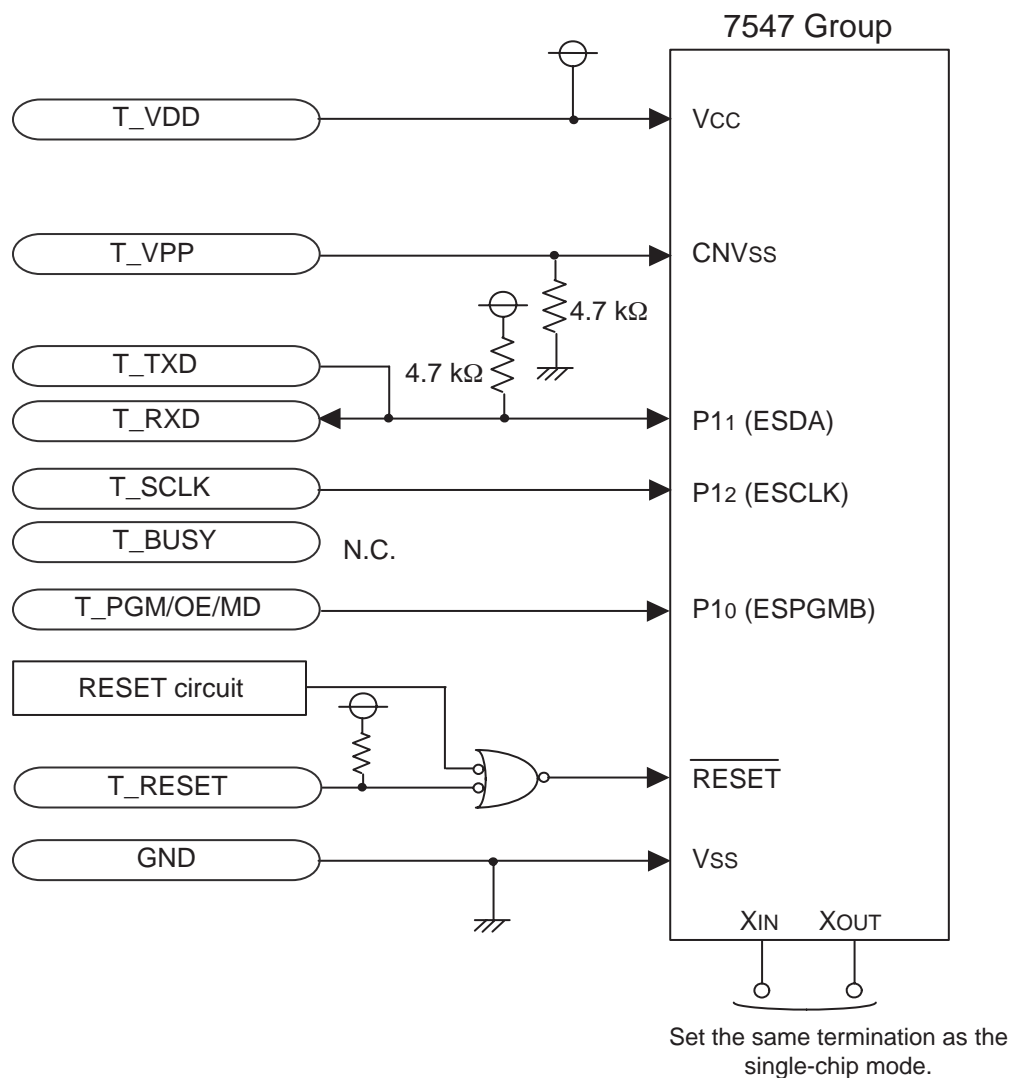 7547 Group
T_VDD
VCC
T_VPP
CNVSS
4.7 kΩ
T_TXD
4.7 kΩ
T_RXD
P11 (ESDA)
T_SCLK
P12 (ESCLK)
T_BUSY
N.C.
T_PGM/OE/MD
P10 (ESPGMB)
RESET circuit
T_RESET
RESET
GND
VSS
XIN XOUT
Set the same termination as the
single-chip mode.